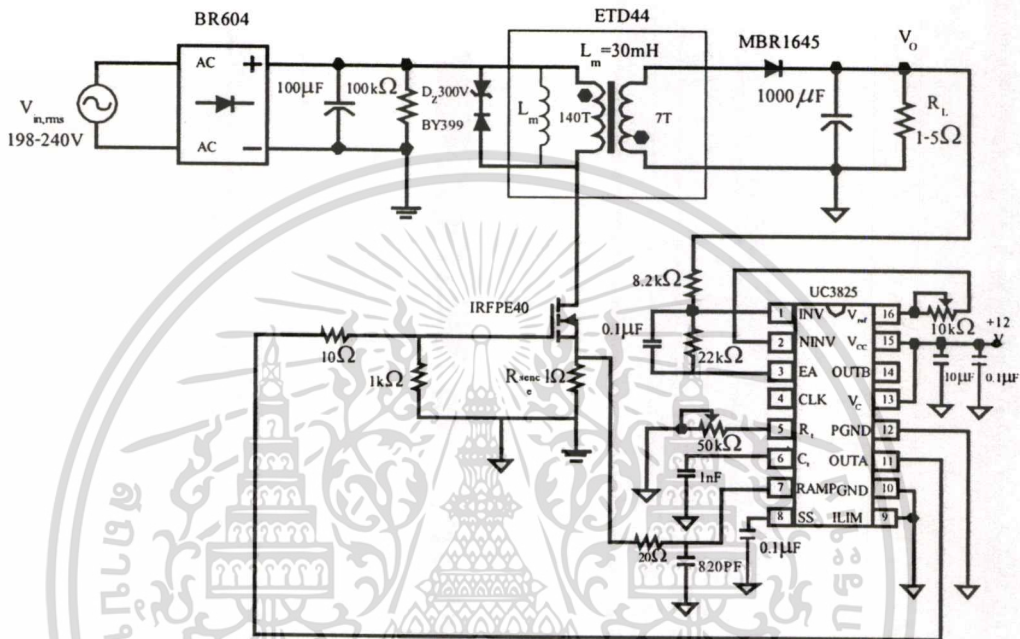 BR604
ETD44
AC
AC
+
−
V in,rms
198-240V
100μF
100kΩ
D_Z300V
BY399
L_m
L_m=30mH
140T
7T
MBR1645
V_O
1000 μF
R_L
1-5Ω
8.2kΩ
0.1μF
22kΩ
IRFPE40
10Ω
1kΩ
R senc e 1Ω
UC3825
1 INV
2 NINV
3 EA
4 CLK
5 R_t
6 C_t
7 RAMP
8 SS
V_ref 16
V_CC 15
OUTB 14
V_C 13
PGND 12
OUTA 11
GND 10
ILIM 9
10kΩ
+12
V
10μF
0.1μF
50kΩ
1nF
20Ω
820PF
0.1μF